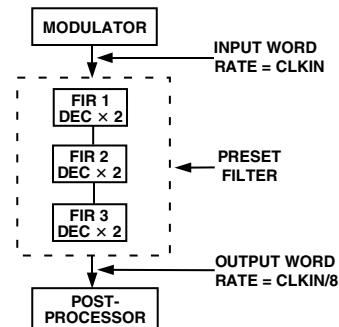 MODULATOR
INPUT WORD
RATE = CLKIN
FIR 1
DEC × 2
FIR 2
DEC × 2
FIR 3
DEC × 2
PRESET
FILTER
OUTPUT WORD
RATE = CLKIN/8
POST-
PROCESSOR